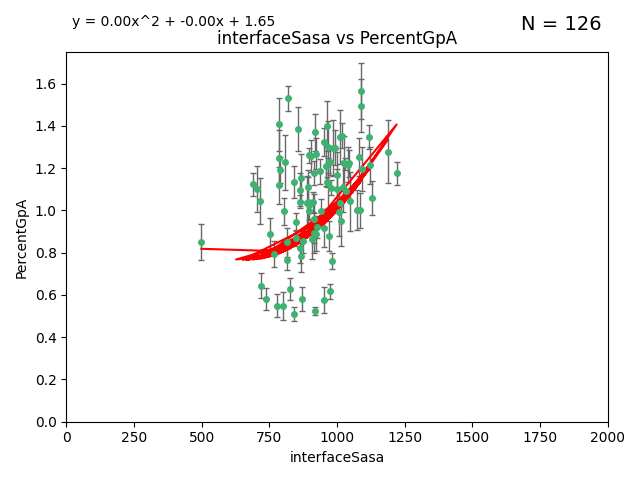 y = 0.00x^2 + -0.00x + 1.65
N = 126
interfaceSasa vs PercentGpA
PercentGpA
1.6
1.4
1.2
1.0
0.8
0.6
0.4
0.2
0.0
0 250 500 750 1000 1250 1500 1750 2000
interfaceSasa